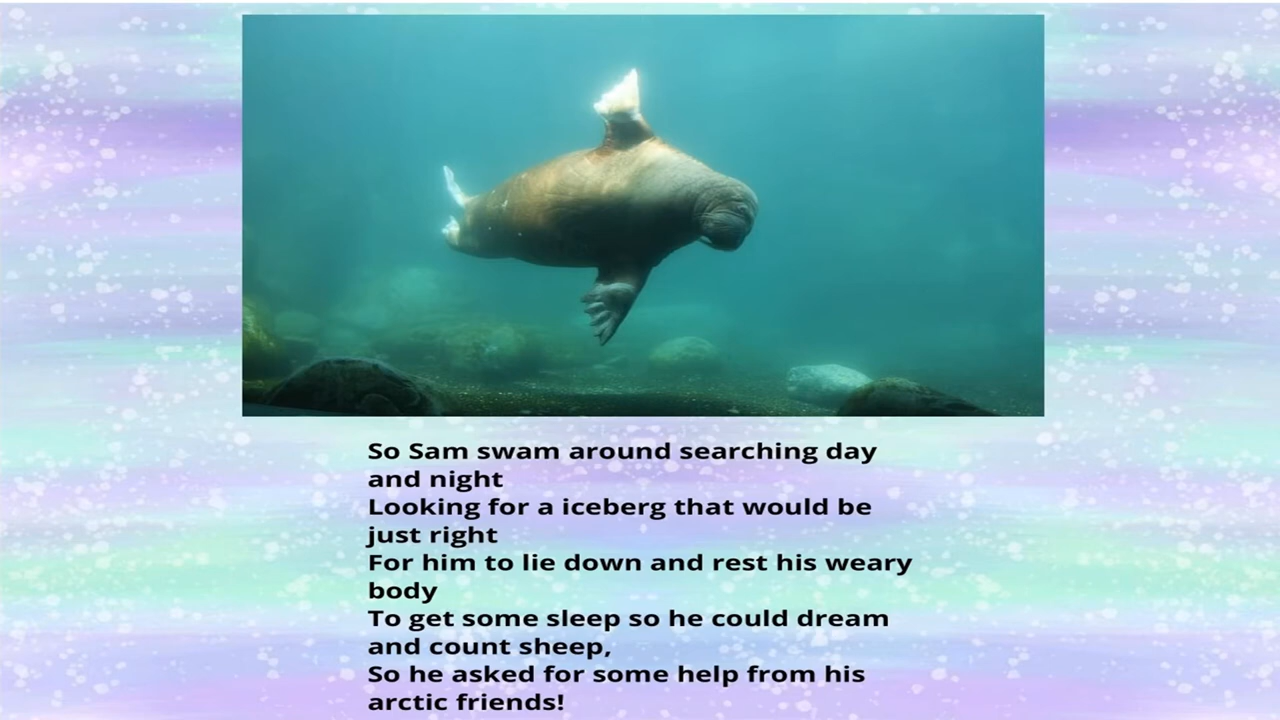 So Sam swam around searching day
and night
Looking for a iceberg that would be
just right
For him to lie down and rest his weary
body
To get some sleep so he could dream
and count sheep,
So he asked for some help from his
arctic friends!